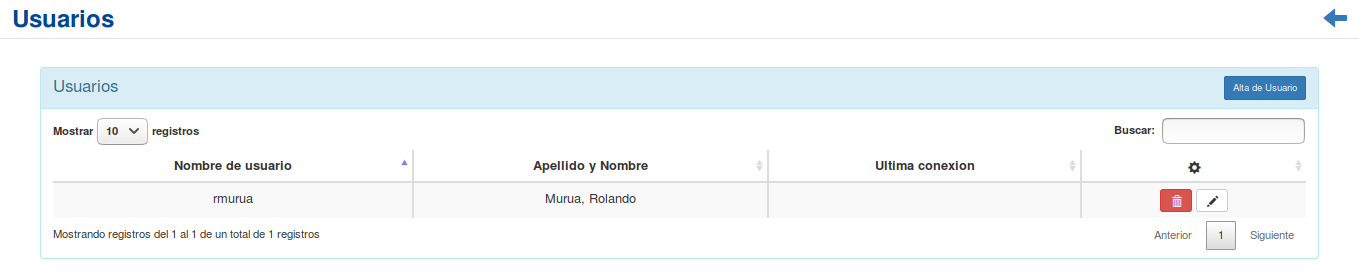 Usuarios
Usuarios Alta de Usuario
Mostrar 10 registros Buscar:
Nombre de usuario Apellido y Nombre Ultima conexion
rmurua Murua, Rolando
Mostrando registros del 1 al 1 de un total de 1 registros Anterior 1 Siguiente